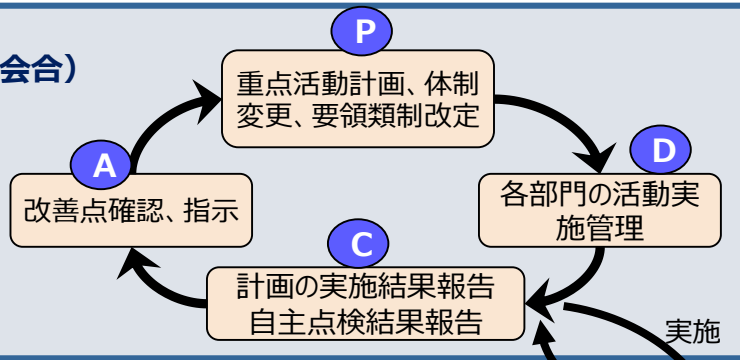 会合）
P
重点活動計画、体制
変更、要領類制改定
A
改善点確認、指示
D
各部門の活動実
施管理
C
計画の実施結果報告
自主点検結果報告
実施